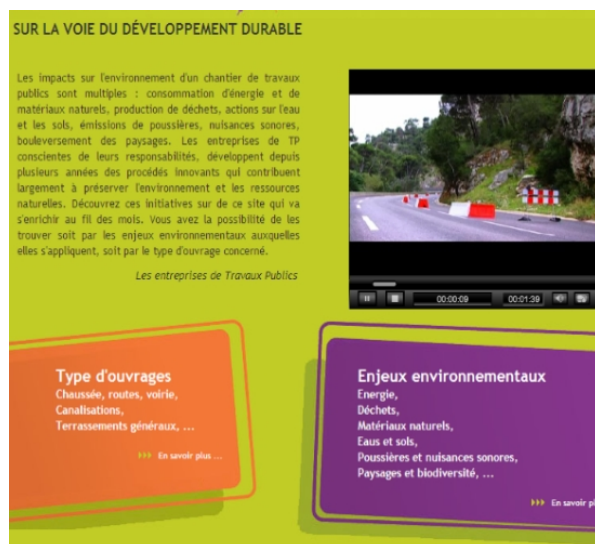 SUR LA VOIE DU DÉVELOPPEMENT DURABLE
Les impacts sur l'environnement d'un chantier de travaux
publics sont multiples : consommation d'énergie et de
matériaux naturels, production de déchets, actions sur l'eau
et les sols, émissions de poussières, nuisances sonores,
bouleversement des paysages. Les entreprises de TP
conscientes de leurs responsabilités, développent depuis
plusieurs années des procédés innovants qui contribuent
largement à préserver l'environnement et les ressources
naturelles. Découvrez ces initiatives sur de ce site qui va
s'enrichir au fil des mois. Vous avez la possibilité de les
trouver soit par les enjeux environnementaux auxquelles
elles s'appliquent, soit par le type d'ouvrage concerné.
Les entreprises de Travaux Publics
00:00:09 00:01:39
Type d'ouvrages
Chaussée, routes, voirie,
Canalisations,
Terrassements généraux, ...
En savoir plus ...
Enjeux environnementaux
Energie,
Déchets,
Matériaux naturels,
Eaus et sols,
Poussières et nuisances sonores,
Paysages et biodiversité, ...
En savoir pl